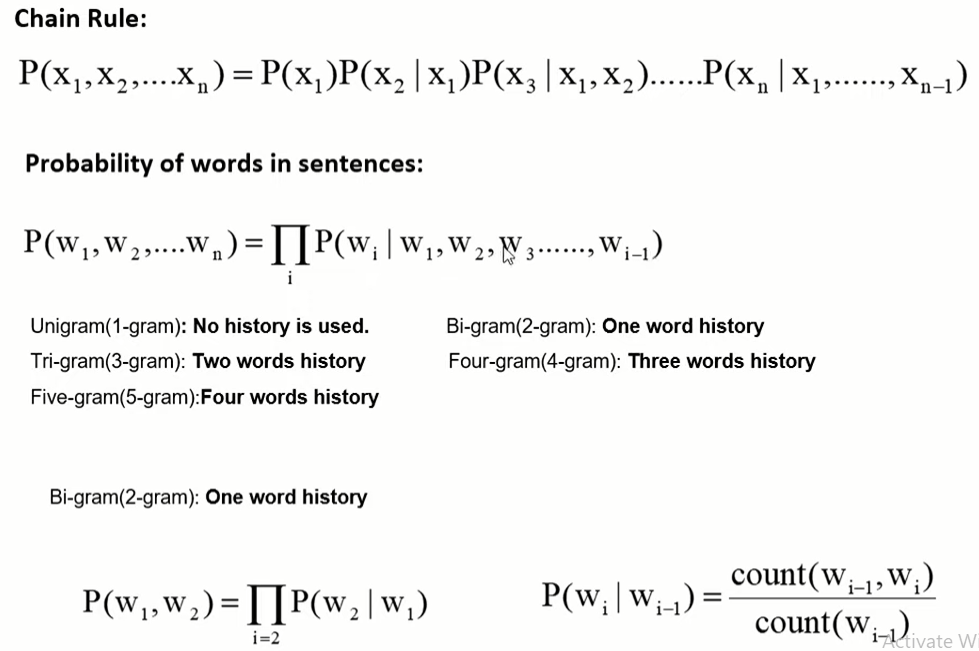 Chain Rule:
P(x₁,x₂,....xₙ) = P(x₁)P(x₂ | x₁)P(x₃ | x₁,x₂)......P(xₙ | x₁,......,xₙ₋₁)
Probability of words in sentences:
P(w₁,w₂,....wₙ) = ∏ᵢ P(wᵢ | w₁,w₂,w₃......,wᵢ₋₁)
Unigram(1-gram): No history is used. Bi-gram(2-gram): One word history
Tri-gram(3-gram): Two words history Four-gram(4-gram): Three words history
Five-gram(5-gram):Four words history
Bi-gram(2-gram): One word history
P(w₁,w₂) = ∏ᵢ₌₂ P(w₂ | w₁) P(wᵢ | wᵢ₋₁) = count(wᵢ₋₁,wᵢ) / count(wᵢ₋₁)
Activate W